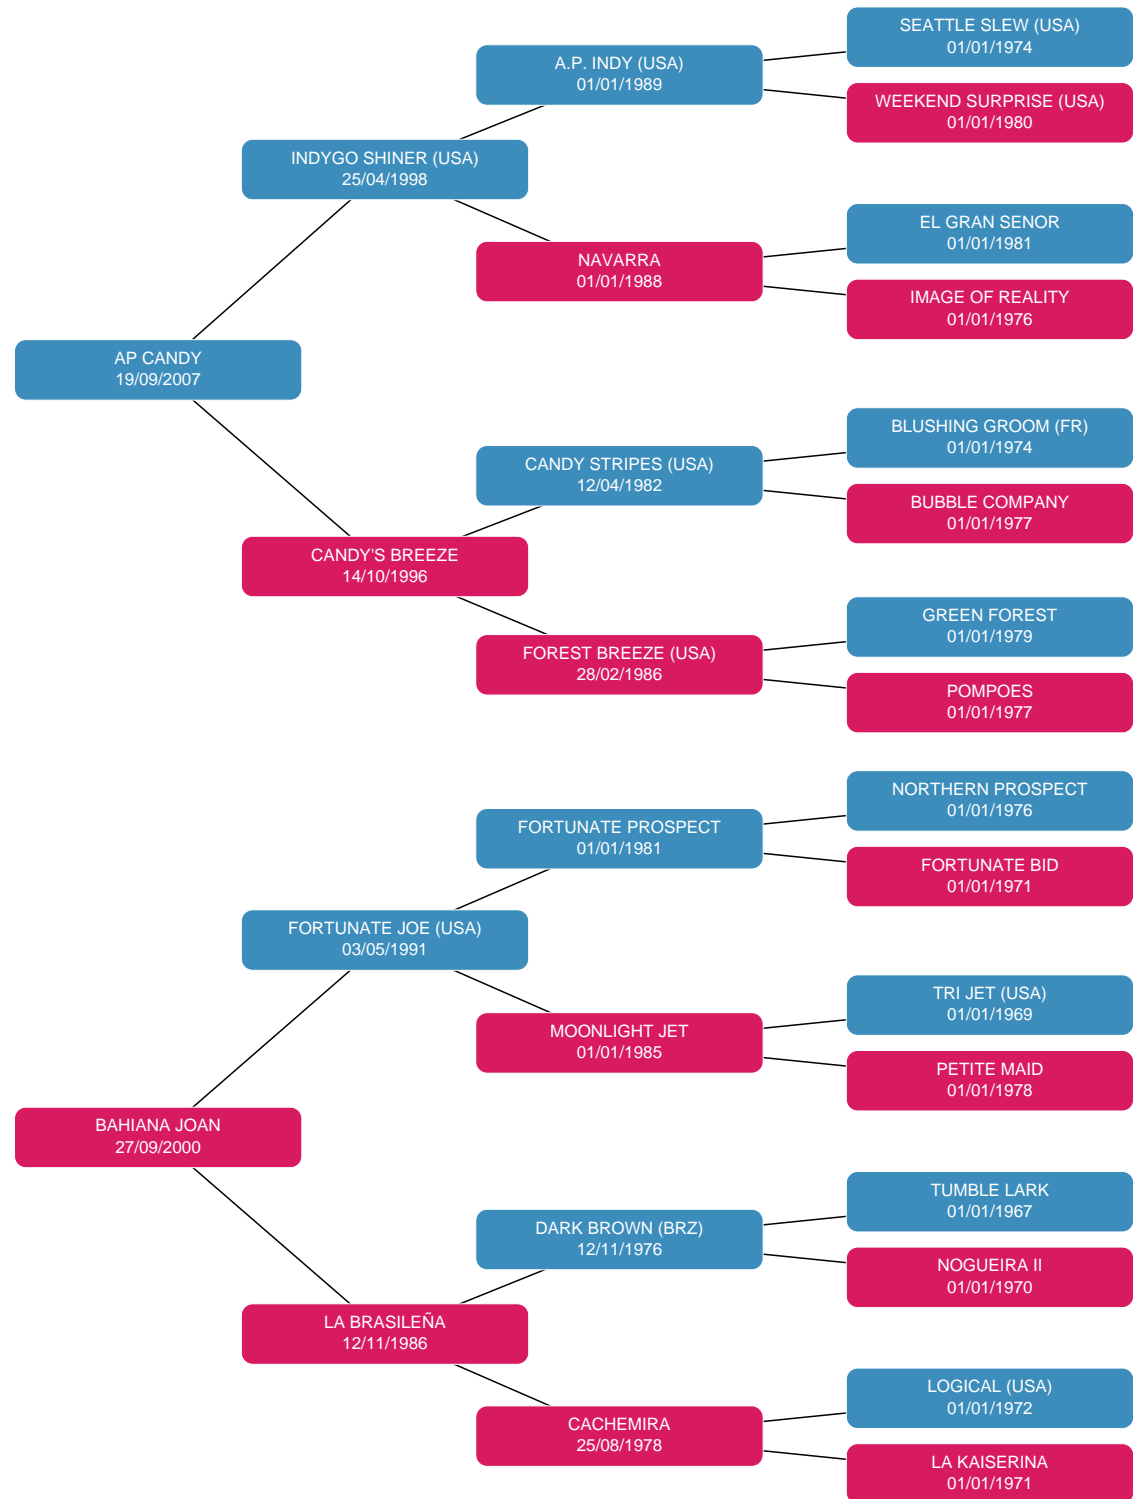 SEATTLE SLEW (USA)
01/01/1974
A.P. INDY (USA)
01/01/1989
WEEKEND SURPRISE (USA)
01/01/1980
INDYGO SHINER (USA)
25/04/1998
EL GRAN SENOR
01/01/1981
NAVARRA
01/01/1988
IMAGE OF REALITY
01/01/1976
AP CANDY
19/09/2007
BLUSHING GROOM (FR)
01/01/1974
CANDY STRIPES (USA)
12/04/1982
BUBBLE COMPANY
01/01/1977
CANDY'S BREEZE
14/10/1996
GREEN FOREST
01/01/1979
FOREST BREEZE (USA)
28/02/1986
POMPOES
01/01/1977
NORTHERN PROSPECT
01/01/1976
FORTUNATE PROSPECT
01/01/1981
FORTUNATE BID
01/01/1971
FORTUNATE JOE (USA)
03/05/1991
TRI JET (USA)
01/01/1969
MOONLIGHT JET
01/01/1985
PETITE MAID
01/01/1978
BAHIANA JOAN
27/09/2000
TUMBLE LARK
01/01/1967
DARK BROWN (BRZ)
12/11/1976
NOGUEIRA II
01/01/1970
LA BRASILEÑA
12/11/1986
LOGICAL (USA)
01/01/1972
CACHEMIRA
25/08/1978
LA KAISERINA
01/01/1971